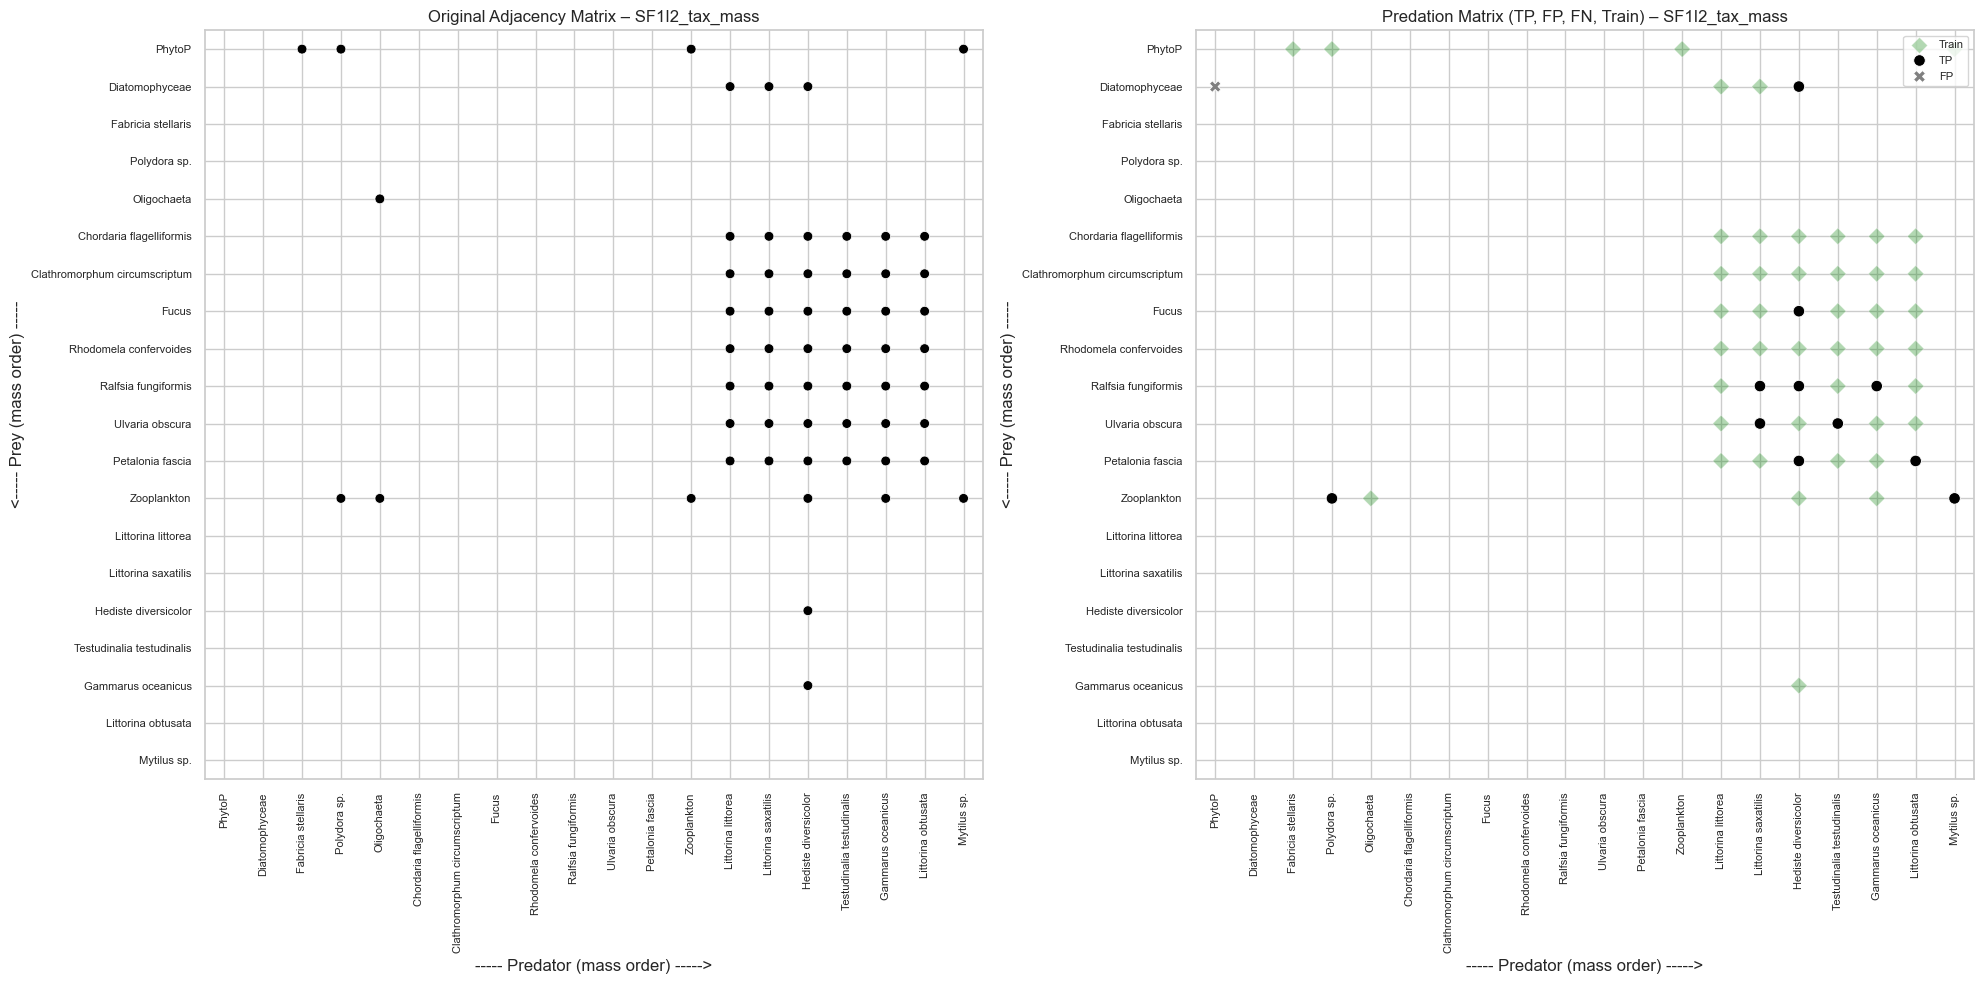 Original Adjacency Matrix – SF1I2_tax_mass
<----- Prey (mass order) -----
PhytoP
Diatomophyceae
Fabricia stellaris
Polydora sp.
Oligochaeta
Chordaria flagelliformis
Clathromorphum circumscriptum
Fucus
Rhodomela confervoides
Ralfsia fungiformis
Ulvaria obscura
Petalonia fascia
Zooplankton
Littorina littorea
Littorina saxatilis
Hediste diversicolor
Testudinalia testudinalis
Gammarus oceanicus
Littorina obtusata
Mytilus sp.
PhytoP
Diatomophyceae
Fabricia stellaris
Polydora sp.
Oligochaeta
Chordaria flagelliformis
Clathromorphum circumscriptum
Fucus
Rhodomela confervoides
Ralfsia fungiformis
Ulvaria obscura
Petalonia fascia
Zooplankton
Littorina littorea
Littorina saxatilis
Hediste diversicolor
Testudinalia testudinalis
Gammarus oceanicus
Littorina obtusata
Mytilus sp.
----- Predator (mass order) ----->
Predation Matrix (TP, FP, FN, Train) – SF1I2_tax_mass
Train
TP
FP
<----- Prey (mass order) -----
PhytoP
Diatomophyceae
Fabricia stellaris
Polydora sp.
Oligochaeta
Chordaria flagelliformis
Clathromorphum circumscriptum
Fucus
Rhodomela confervoides
Ralfsia fungiformis
Ulvaria obscura
Petalonia fascia
Zooplankton
Littorina littorea
Littorina saxatilis
Hediste diversicolor
Testudinalia testudinalis
Gammarus oceanicus
Littorina obtusata
Mytilus sp.
PhytoP
Diatomophyceae
Fabricia stellaris
Polydora sp.
Oligochaeta
Chordaria flagelliformis
Clathromorphum circumscriptum
Fucus
Rhodomela confervoides
Ralfsia fungiformis
Ulvaria obscura
Petalonia fascia
Zooplankton
Littorina littorea
Littorina saxatilis
Hediste diversicolor
Testudinalia testudinalis
Gammarus oceanicus
Littorina obtusata
Mytilus sp.
----- Predator (mass order) ----->